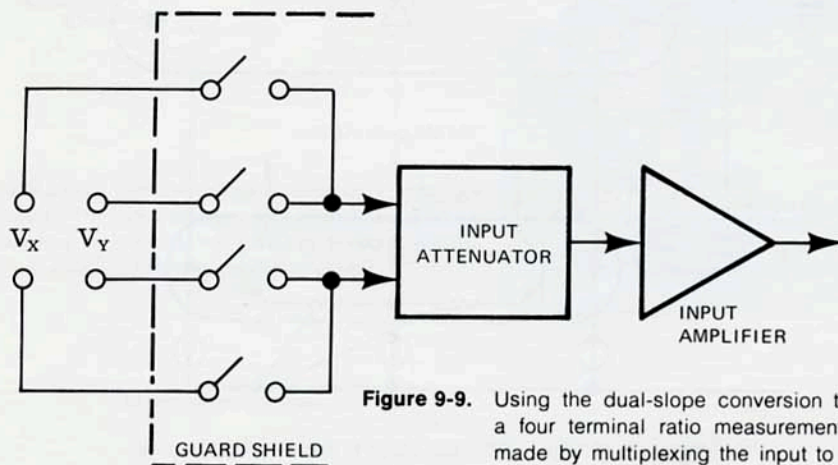 V_X V_Y
INPUT
ATTENUATOR
INPUT
AMPLIFIER
GUARD SHIELD
Figure 9-9. Using the dual-slope conversion
a four terminal ratio measurement
made by multiplexing the input to